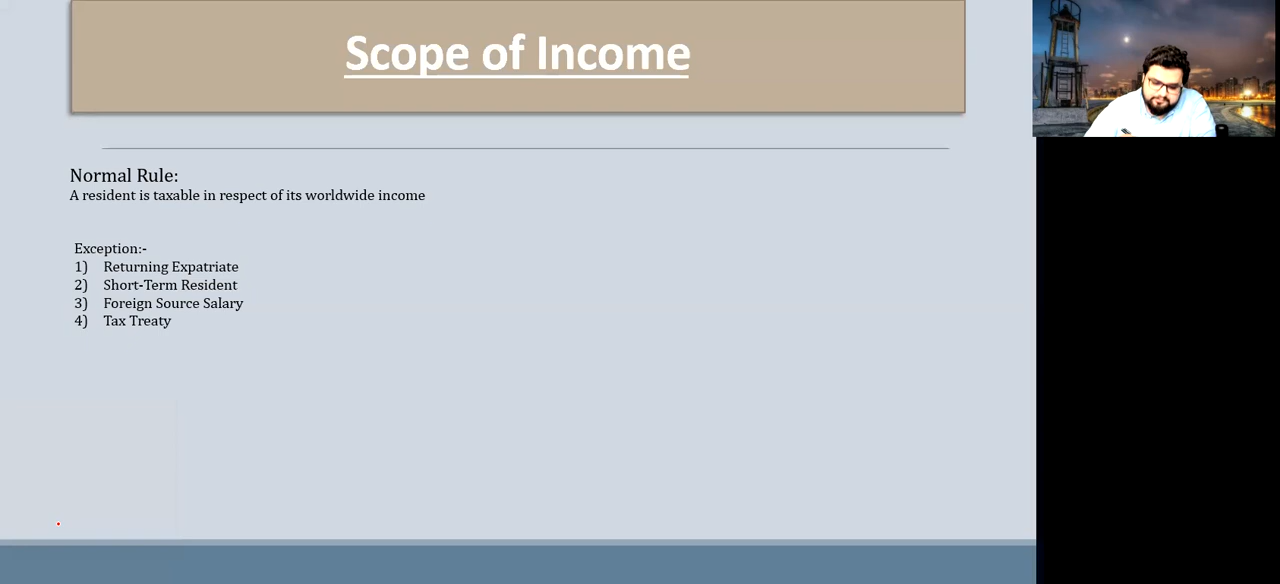 Scope of Income
Normal Rule:
A resident is taxable in respect of its worldwide income
Exception:-
1) Returning Expatriate
2) Short-Term Resident
3) Foreign Source Salary
4) Tax Treaty